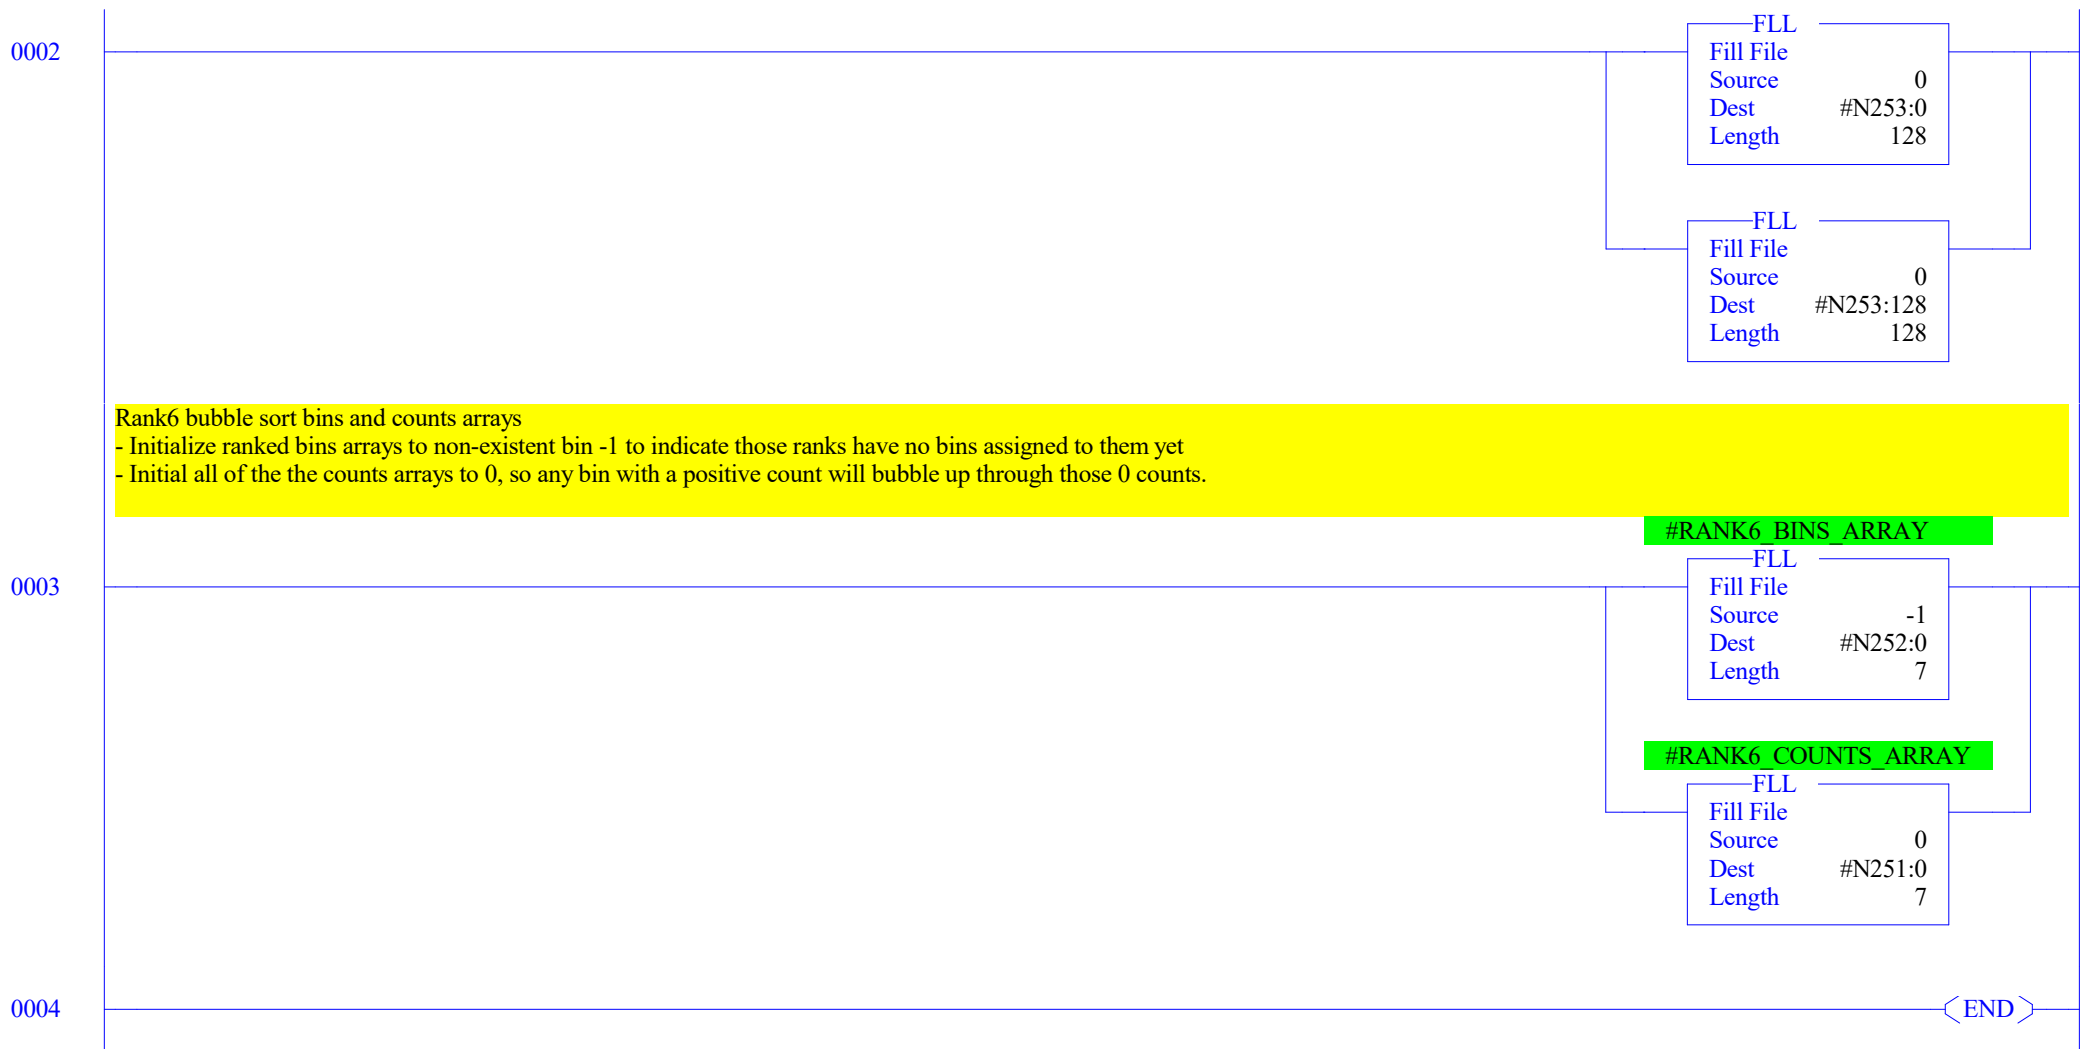 0002
FLL
Fill File
Source 0
Dest #N253:0
Length 128
FLL
Fill File
Source 0
Dest #N253:128
Length 128
Rank6 bubble sort bins and counts arrays
- Initialize ranked bins arrays to non-existent bin -1 to indicate those ranks have no bins assigned to them yet
- Initial all of the the counts arrays to 0, so any bin with a positive count will bubble up through those 0 counts.
#RANK6_BINS_ARRAY
0003
FLL
Fill File
Source -1
Dest #N252:0
Length 7
#RANK6_COUNTS_ARRAY
FLL
Fill File
Source 0
Dest #N251:0
Length 7
0004
END